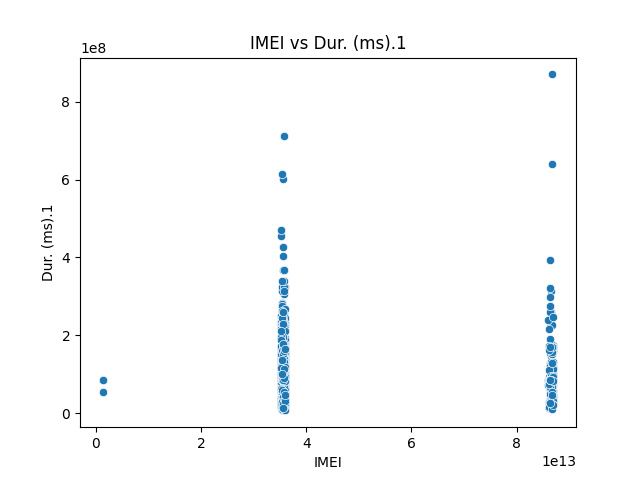 IMEI vs Dur. (ms).1
1e8
8
6
4
2
0
Dur. (ms).1
0 2 4 6 8
IMEI
1e13